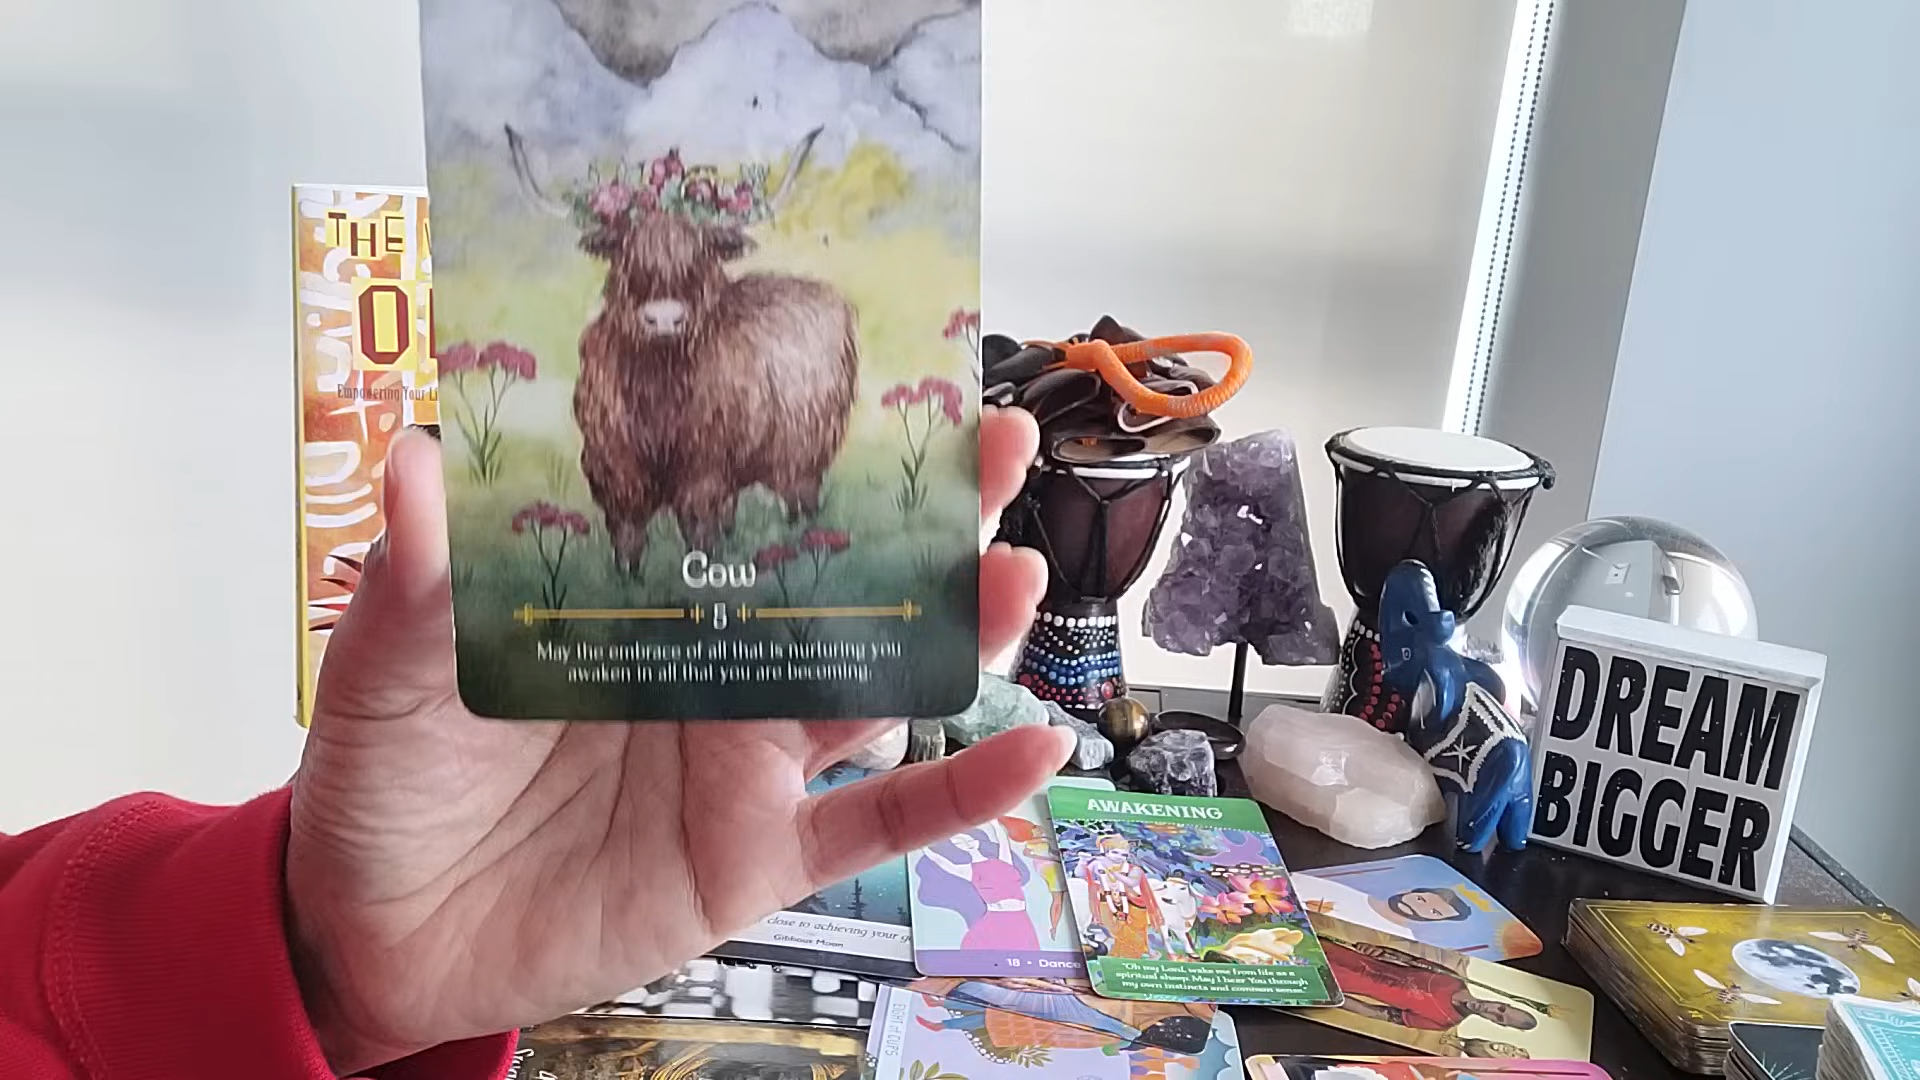 THE
Empowering Your
Cow
5
May the embrace of all that is nurturing you
awaken in all that you are becoming.
DREAM
BIGGER
AWAKENING
"Oh my Lord, wake me from life as a
spiritual sheep. May I hear You through
my own instincts and common sense."
close to achieving your
Gibbous Moon
18 • Dance
EIGHT of CUPS